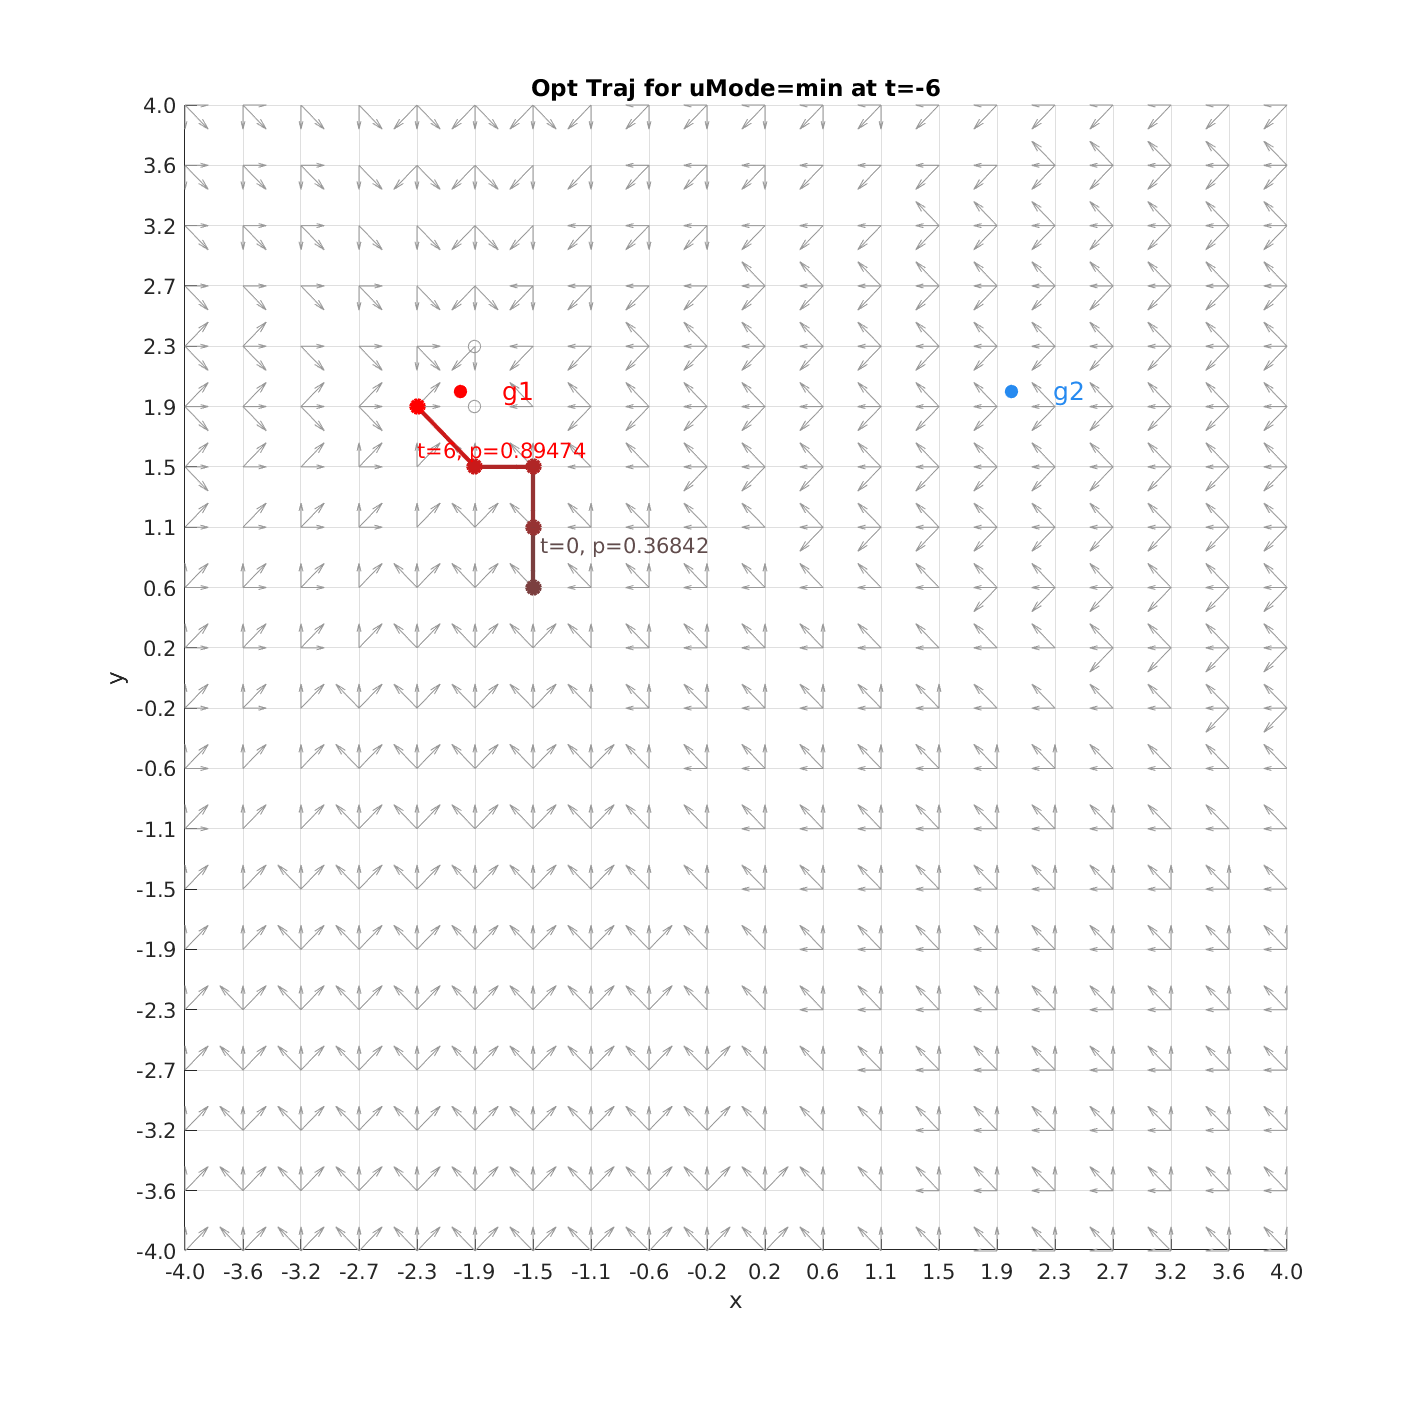 Opt Traj for uMode=min at t=-6
4.0
3.6
3.2
2.7
2.3
g1
g2
1.9
t=6, p=0.89474
1.5
1.1
t=0, p=0.36842
0.6
0.2
y
-0.2
-0.6
-1.1
-1.5
-1.9
-2.3
-2.7
-3.2
-3.6
-4.0
-4.0 -3.6 -3.2 -2.7 -2.3 -1.9 -1.5 -1.1 -0.6 -0.2 0.2 0.6 1.1 1.5 1.9 2.3 2.7 3.2 3.6 4.0
x